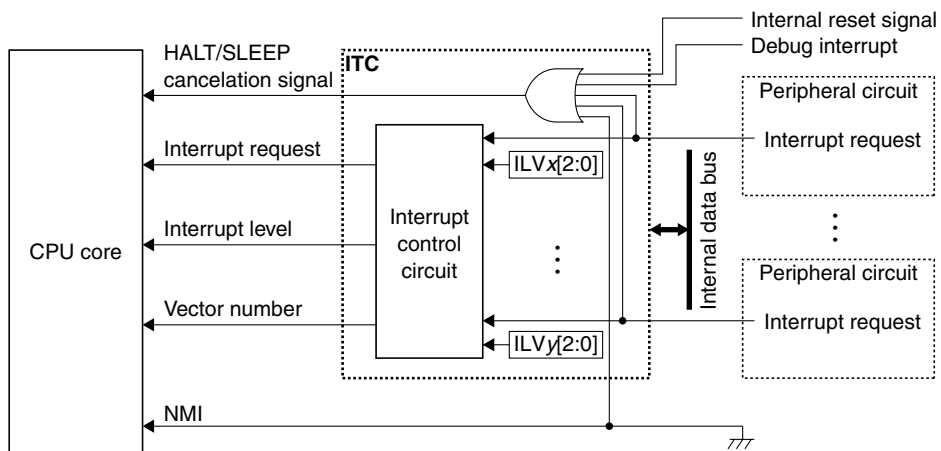 Internal reset signal
Debug interrupt
HALT/SLEEP
cancelation signal
ITC
Peripheral circuit
Interrupt request
Interrupt request
ILVx[2:0]
Interrupt level
CPU core
Interrupt
control
circuit
Internal data bus
Peripheral circuit
Vector number
Interrupt request
ILVy[2:0]
NMI